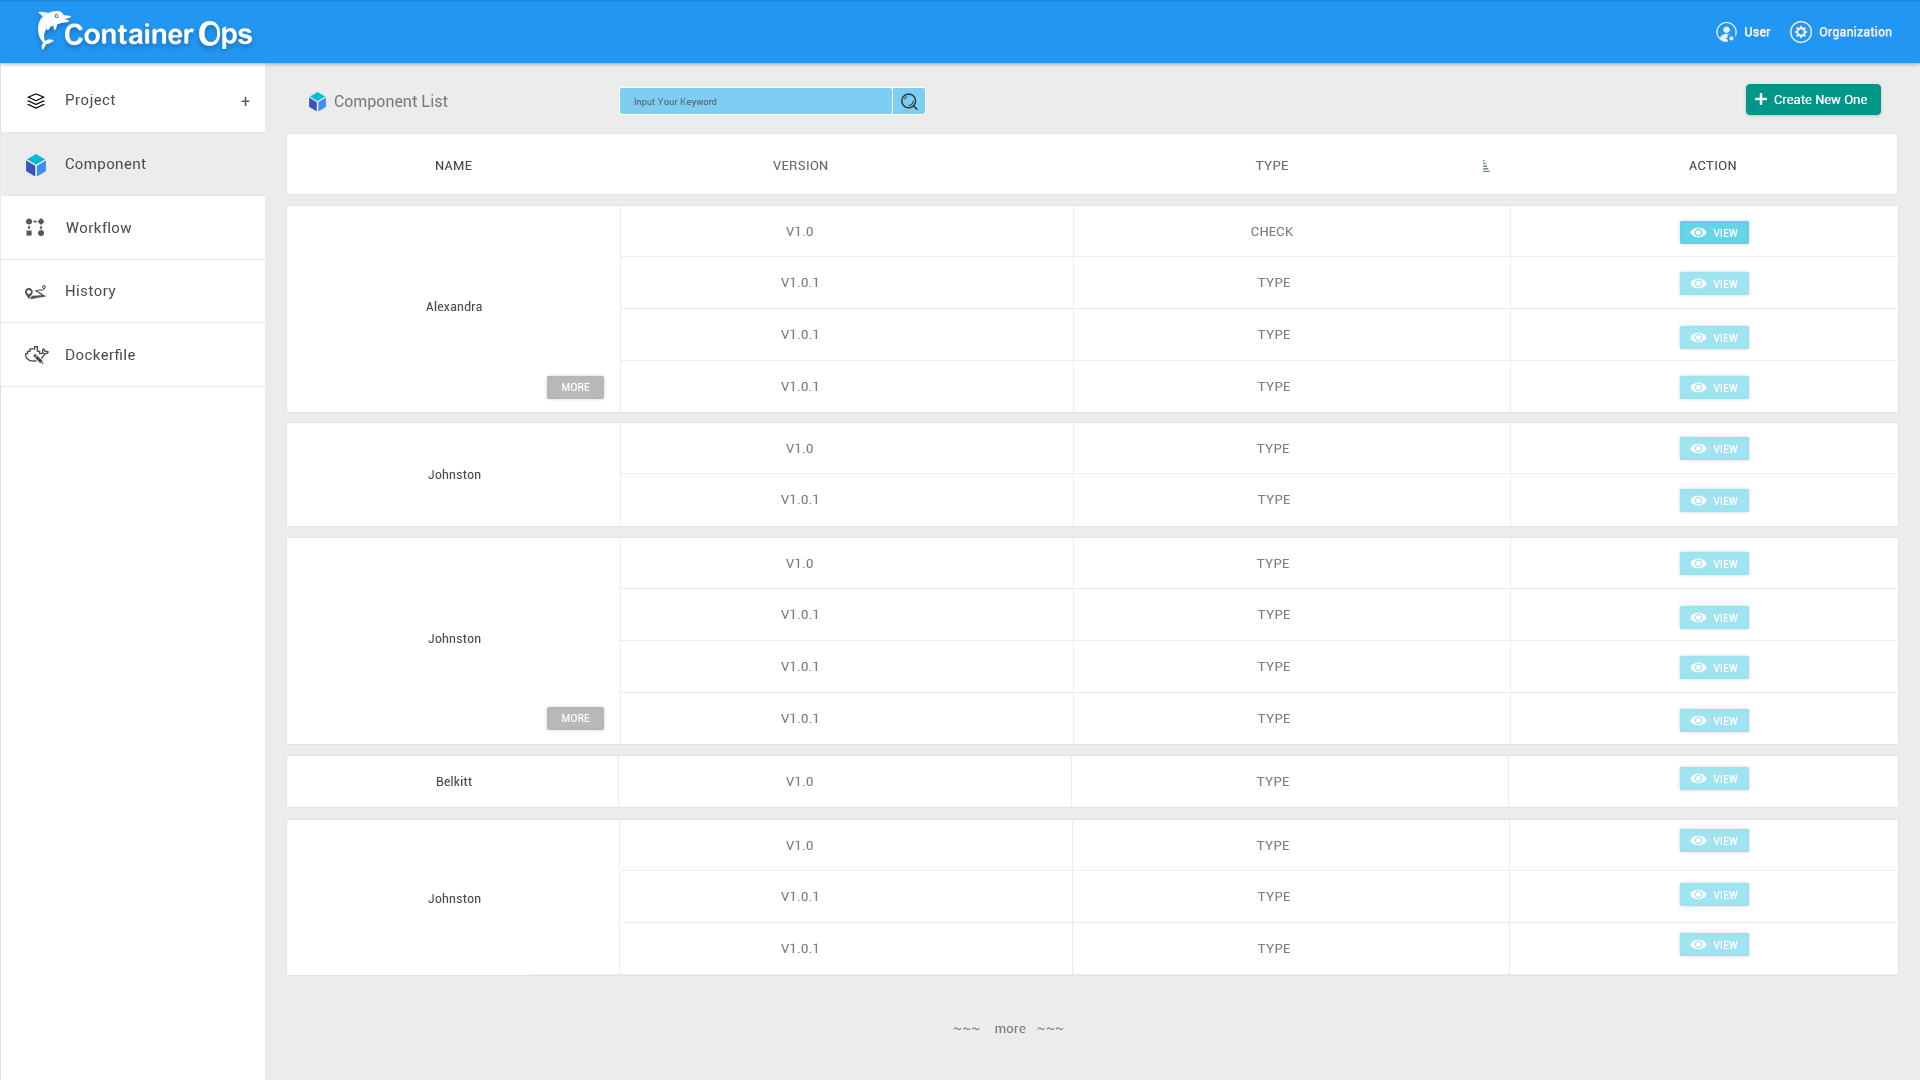 Container Ops
User
Organization
Project +
Component
Workflow
History
Dockerfile
Component List
Input Your Keyword
+ Create New One
NAME VERSION TYPE ACTION
V1.0 CHECK VIEW
V1.0.1 TYPE VIEW
Alexandra
V1.0.1 TYPE VIEW
MORE V1.0.1 TYPE VIEW
V1.0 TYPE VIEW
Johnston
V1.0.1 TYPE VIEW
V1.0 TYPE VIEW
V1.0.1 TYPE VIEW
Johnston
V1.0.1 TYPE VIEW
MORE V1.0.1 TYPE VIEW
Belkitt V1.0 TYPE VIEW
V1.0 TYPE VIEW
Johnston V1.0.1 TYPE VIEW
V1.0.1 TYPE VIEW
~~~ more ~~~